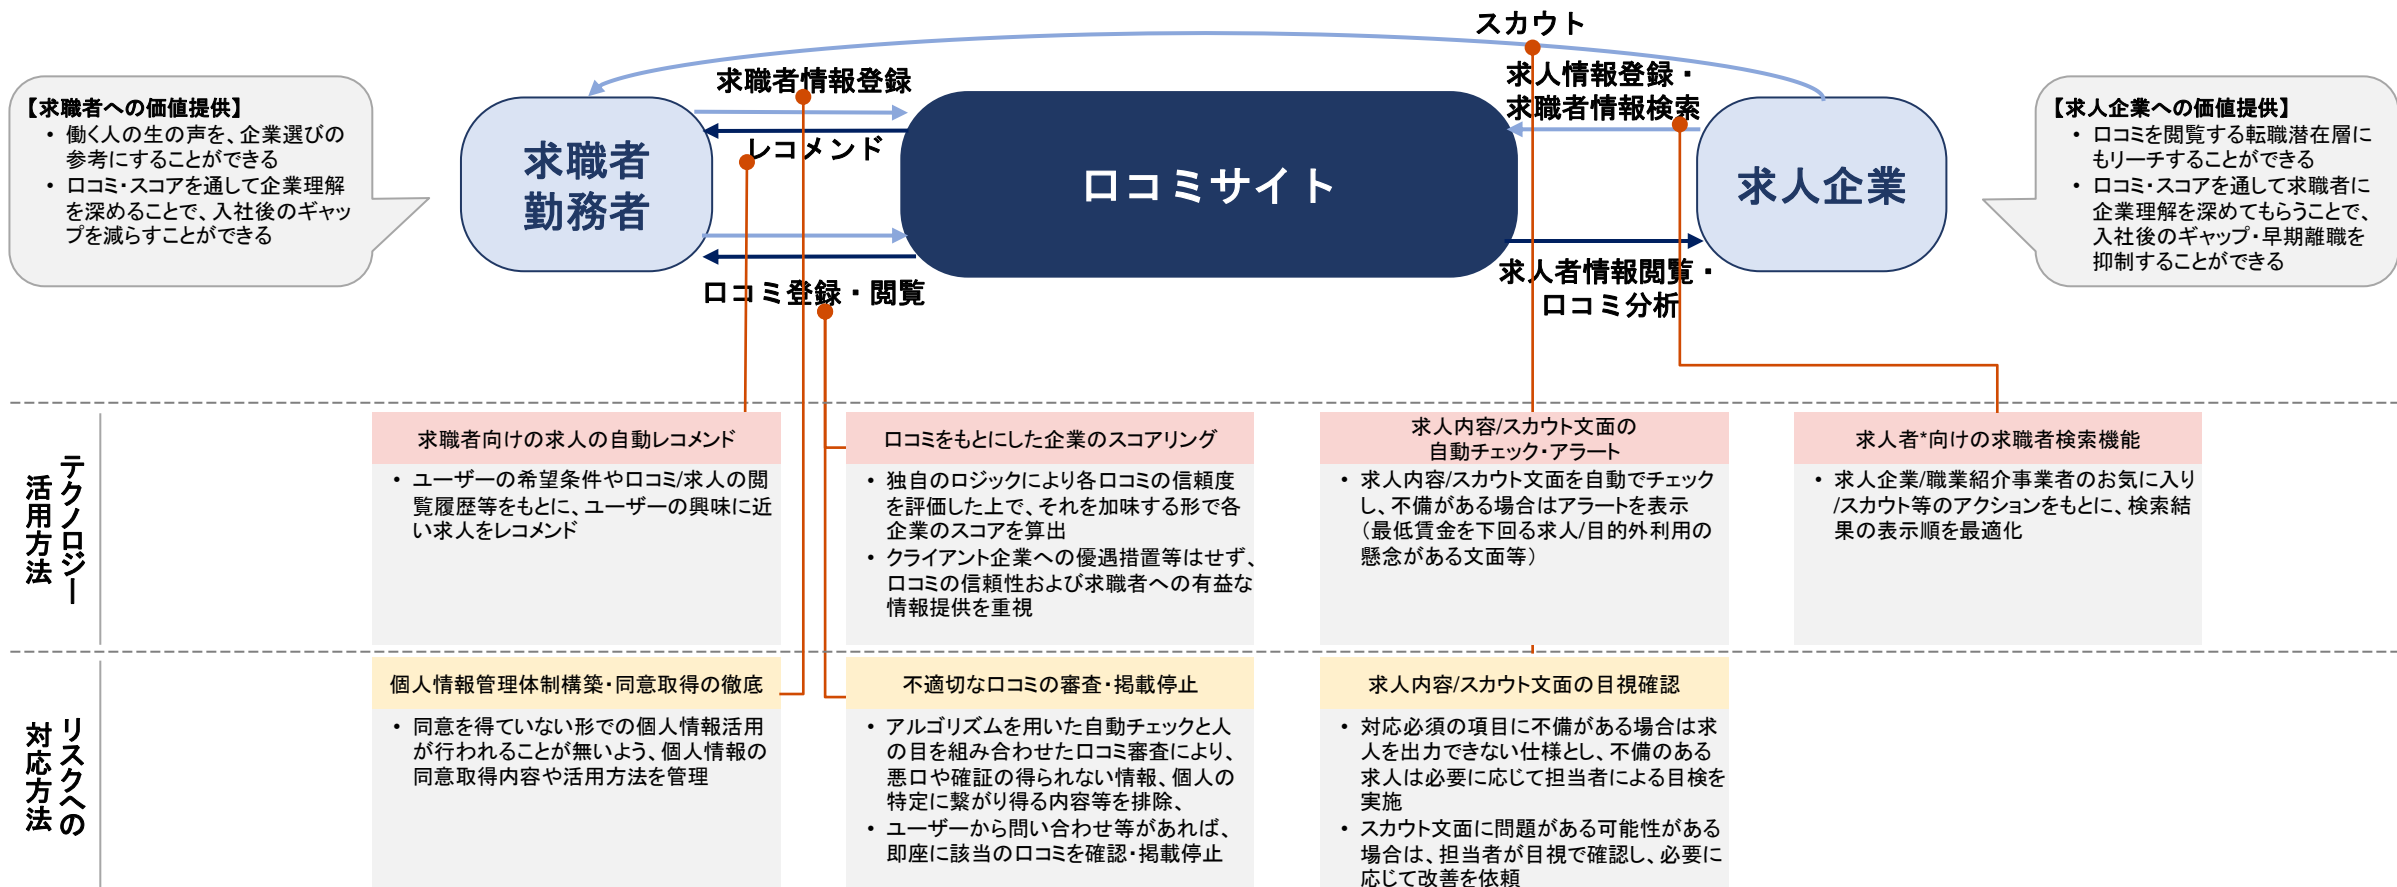 スカウト
求職者情報登録
求人情報登録・
求職者情報検索
【求職者への価値提供】
• 働く人の生の声を、企業選びの
参考にすることができる
• 口コミ・スコアを通して企業理解
を深めることで、入社後のギャッ
プを減らすことができる
求職者
勤務者
レコメンド
口コミサイト
求人企業
【求人企業への価値提供】
• 口コミを閲覧する転職潜在層に
もリーチすることができる
• 口コミ・スコアを通して求職者に
企業理解を深めてもらうことで、
入社後のギャップ・早期離職を
抑制することができる
口コミ登録・閲覧
求人者情報閲覧・
口コミ分析
テクノロジー
活用方法
求職者向けの求人の自動レコメンド
• ユーザーの希望条件や口コミ/求人の閲
覧履歴等をもとに、ユーザーの興味に近
い求人をレコメンド
口コミをもとにした企業のスコアリング
• 独自のロジックにより各口コミの信頼度
を評価した上で、それを加味する形で各
企業のスコアを算出
• クライアント企業への優遇措置等はせず、
口コミの信頼性および求職者への有益な
情報提供を重視
求人内容/スカウト文面の
自動チェック・アラート
• 求人内容/スカウト文面を自動でチェック
し、不備がある場合はアラートを表示
（最低賃金を下回る求人/目的外利用の
懸念がある文面等）
求人者*向けの求職者検索機能
• 求人企業/職業紹介事業者のお気に入り
/スカウト等のアクションをもとに、検索結
果の表示順を最適化
リスクへの
対応方法
個人情報管理体制構築・同意取得の徹底
• 同意を得ていない形での個人情報活用
が行われることが無いよう、個人情報の
同意取得内容や活用方法を管理
不適切な口コミの審査・掲載停止
• アルゴリズムを用いた自動チェックと人
の目を組み合わせた口コミ審査により、
悪口や確証の得られない情報、個人の
特定に繋がり得る内容等を排除、
• ユーザーから問い合わせ等があれば、
即座に該当の口コミを確認・掲載停止
求人内容/スカウト文面の目視確認
• 対応必須の項目に不備がある場合は求
人を出力できない仕様とし、不備のある
求人は必要に応じて担当者による目検を
実施
• スカウト文面に問題がある可能性がある
場合は、担当者が目視で確認し、必要に
応じて改善を依頼